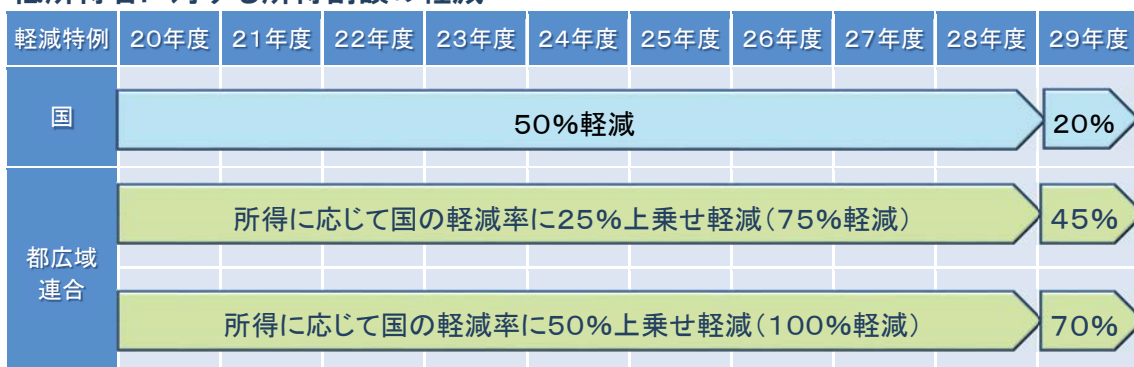 軽減特例 20年度 21年度 22年度 23年度 24年度 25年度 26年度 27年度 28年度 29年度
国
50%軽減
20%
都広域
連合
所得に応じて国の軽減率に25%上乗せ軽減(75%軽減)
45%
所得に応じて国の軽減率に50%上乗せ軽減(100%軽減)
70%